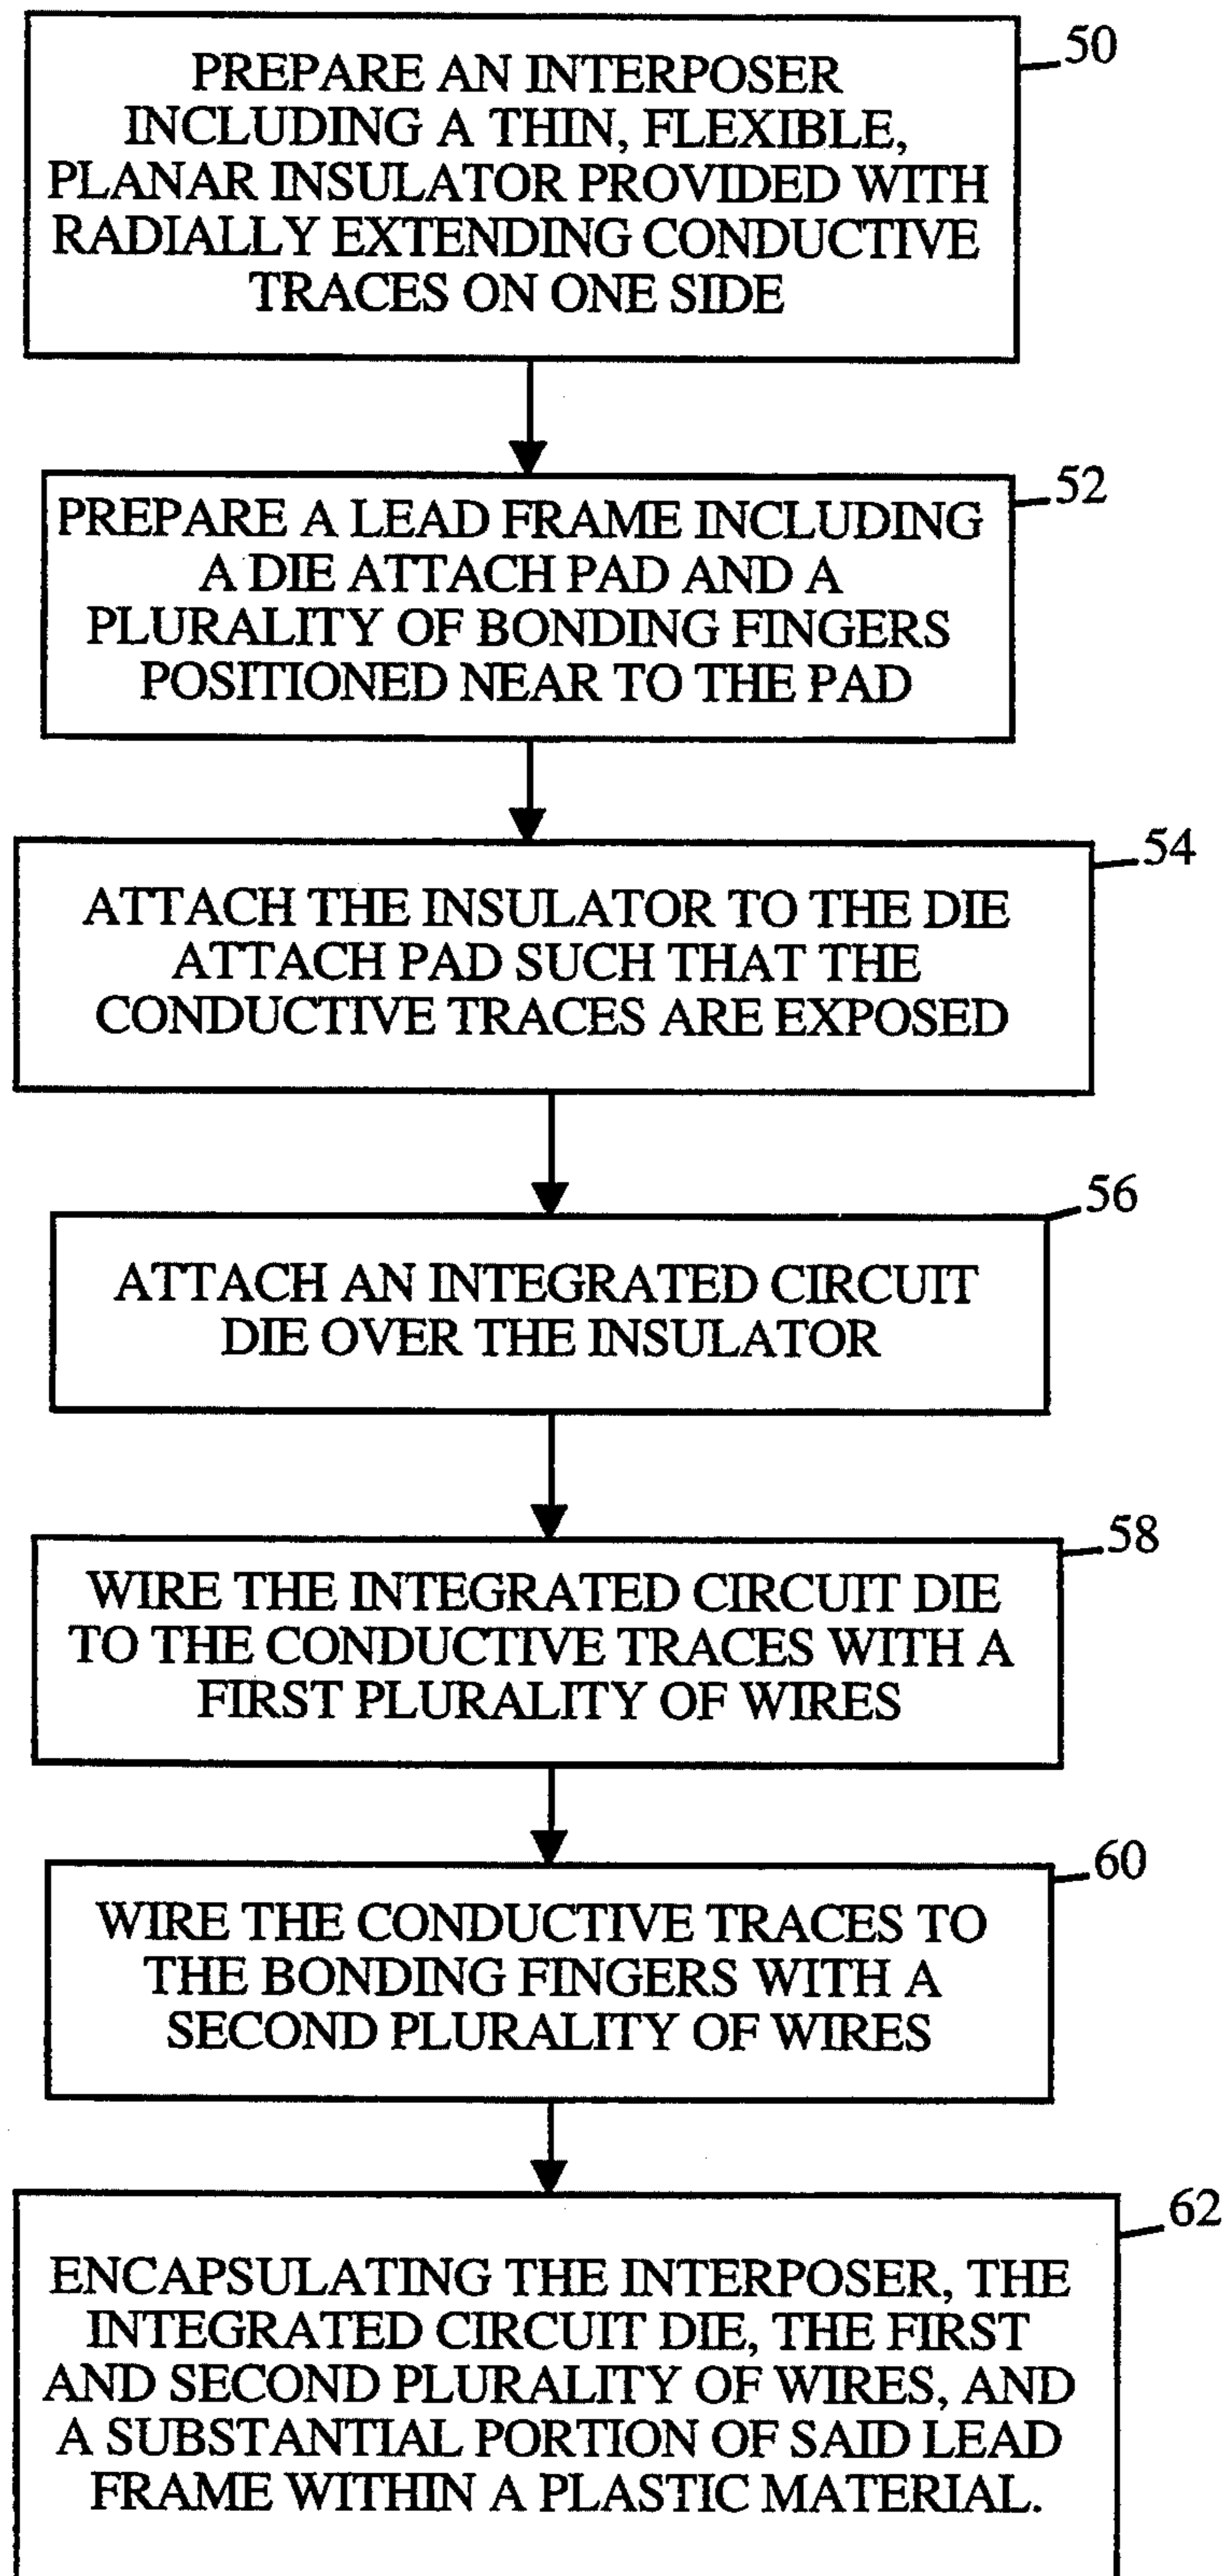 50
PREPARE AN INTERPOSER
INCLUDING A THIN, FLEXIBLE,
PLANAR INSULATOR PROVIDED WITH
RADIALLY EXTENDING CONDUCTIVE
TRACES ON ONE SIDE
52
PREPARE A LEAD FRAME INCLUDING
A DIE ATTACH PAD AND A
PLURALITY OF BONDING FINGERS
POSITIONED NEAR TO THE PAD
54
ATTACH THE INSULATOR TO THE DIE
ATTACH PAD SUCH THAT THE
CONDUCTIVE TRACES ARE EXPOSED
56
ATTACH AN INTEGRATED CIRCUIT
DIE OVER THE INSULATOR
58
WIRE THE INTEGRATED CIRCUIT DIE
TO THE CONDUCTIVE TRACES WITH A
FIRST PLURALITY OF WIRES
60
WIRE THE CONDUCTIVE TRACES TO
THE BONDING FINGERS WITH A
SECOND PLURALITY OF WIRES
62
ENCAPSULATING THE INTERPOSER, THE
INTEGRATED CIRCUIT DIE, THE FIRST
AND SECOND PLURALITY OF WIRES, AND
A SUBSTANTIAL PORTION OF SAID LEAD
FRAME WITHIN A PLASTIC MATERIAL.